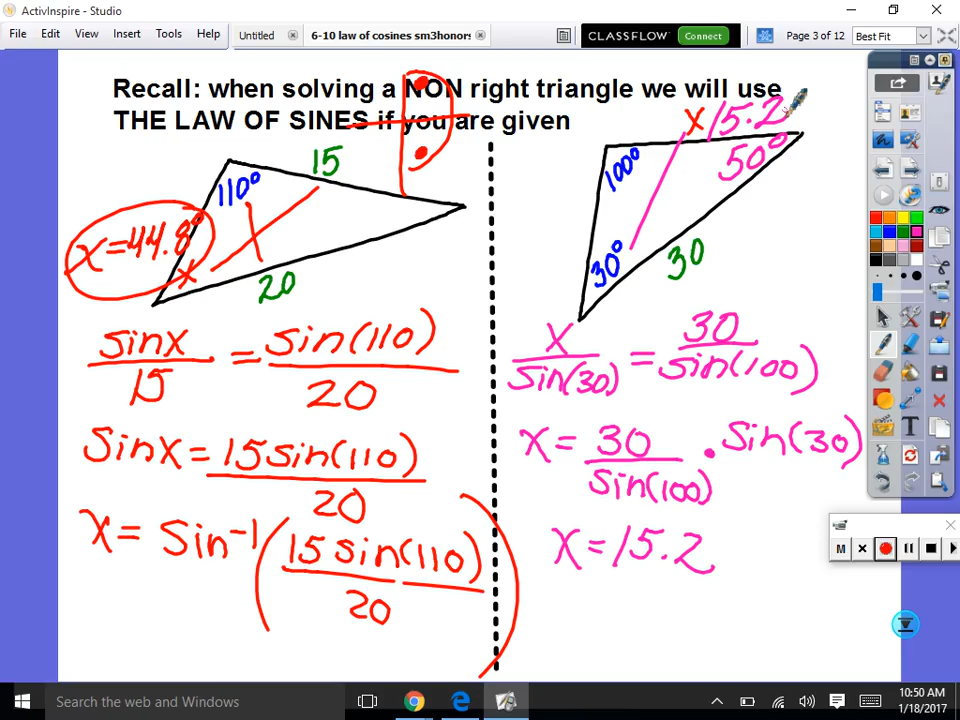 ActivInspire - Studio
File Edit View Insert Tools Help
Untitled
6-10 law of cosines sm3honors
CLASSFLOW Connect
Page 3 of 12
Best Fit
Recall: when solving a NON right triangle we will use
THE LAW OF SINES if you are given
15
110°
x=44.8°
x
20
x 15.2
50°
100°
30°
30
sinx/15 = sin(110)/20
sinx = 15sin(110)/20
x = sin-1(15sin(110)/20)
x/sin(30) = 30/sin(100)
x = 30/sin(100) · sin(30)
x=15.2
M
Search the web and Windows
10:50 AM
1/18/2017